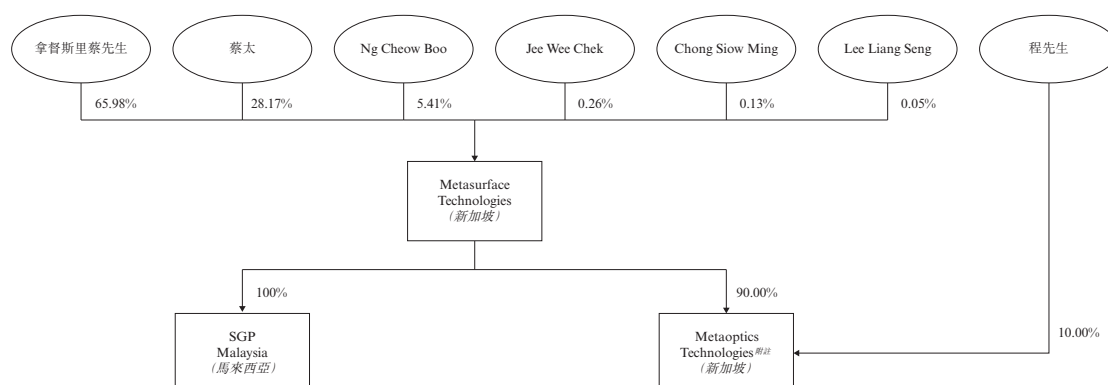 拿督斯里蔡先生
蔡太
Ng Cheow Boo
Jee Wee Chek
Chong Siow Ming
Lee Liang Seng
程先生
65.98%
28.17%
5.41%
0.26%
0.13%
0.05%
Metasurface
Technologies
(新加坡)
100%
90.00%
10.00%
SGP
Malaysia
(馬來西亞)
Metaoptics
Technologies附註
(新加坡)